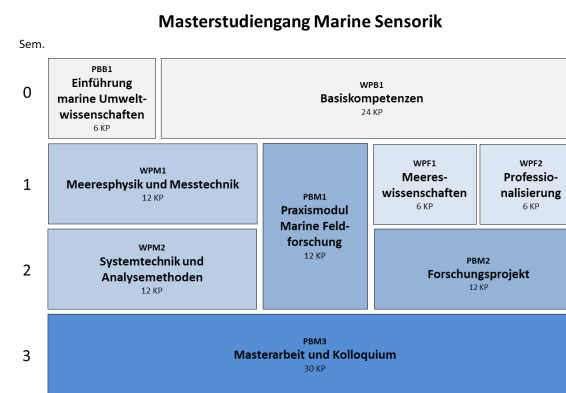 Masterstudiengang Marine Sensorik
Sem.
0
PBB1
Einführung
marine Umwelt-
wissenschaften
6 KP
WPB1
Basiskompetenzen
24 KP
1
WPM1
Meeresphysik und Messtechnik
12 KP
PBM1
Praxismodul
Marine Feld-
forschung
12 KP
WPF1
Meeres-
wissenschaften
6 KP
WPF2
Professio-
nalisierung
6 KP
2
WPM2
Systemtechnik und
Analysemethoden
12 KP
PBM2
Forschungsprojekt
12 KP
3
PBM3
Masterarbeit und Kolloquium
30 KP